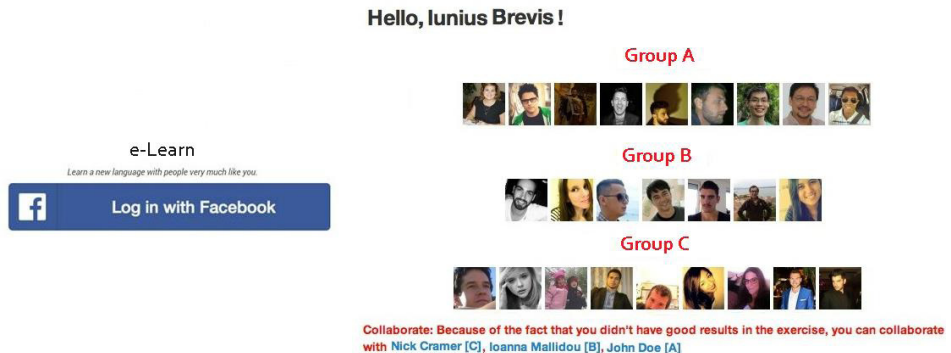 Hello, Iunius Brevis !
Group A
e-Learn
Learn a new language with people very much like you.
Log in with Facebook
Group B
Group C
Collaborate: Because of the fact that you didn't have good results in the exercise, you can collaborate
with Nick Cramer [C], Ioanna Mallidou [B], John Doe [A]